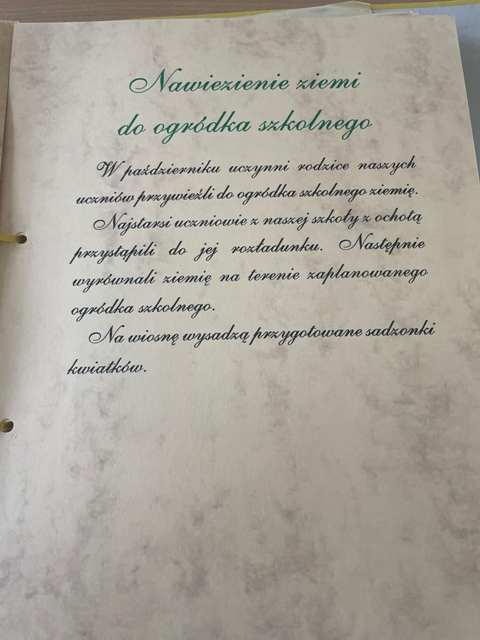 Nawiezienie ziemi
do ogródka szkolnego
W październiku uczynni rodzice naszych
uczniów przywieźli do ogródka szkolnego ziemię.
Najstarsi uczniowie z naszej szkoły z ochotą
przystąpili do jej rozładunku. Następnie
wyrównali ziemię na terenie zaplanowanego
ogródka szkolnego.
Na wiosnę wysadzą przygotowane sadzonki
kwiatków.